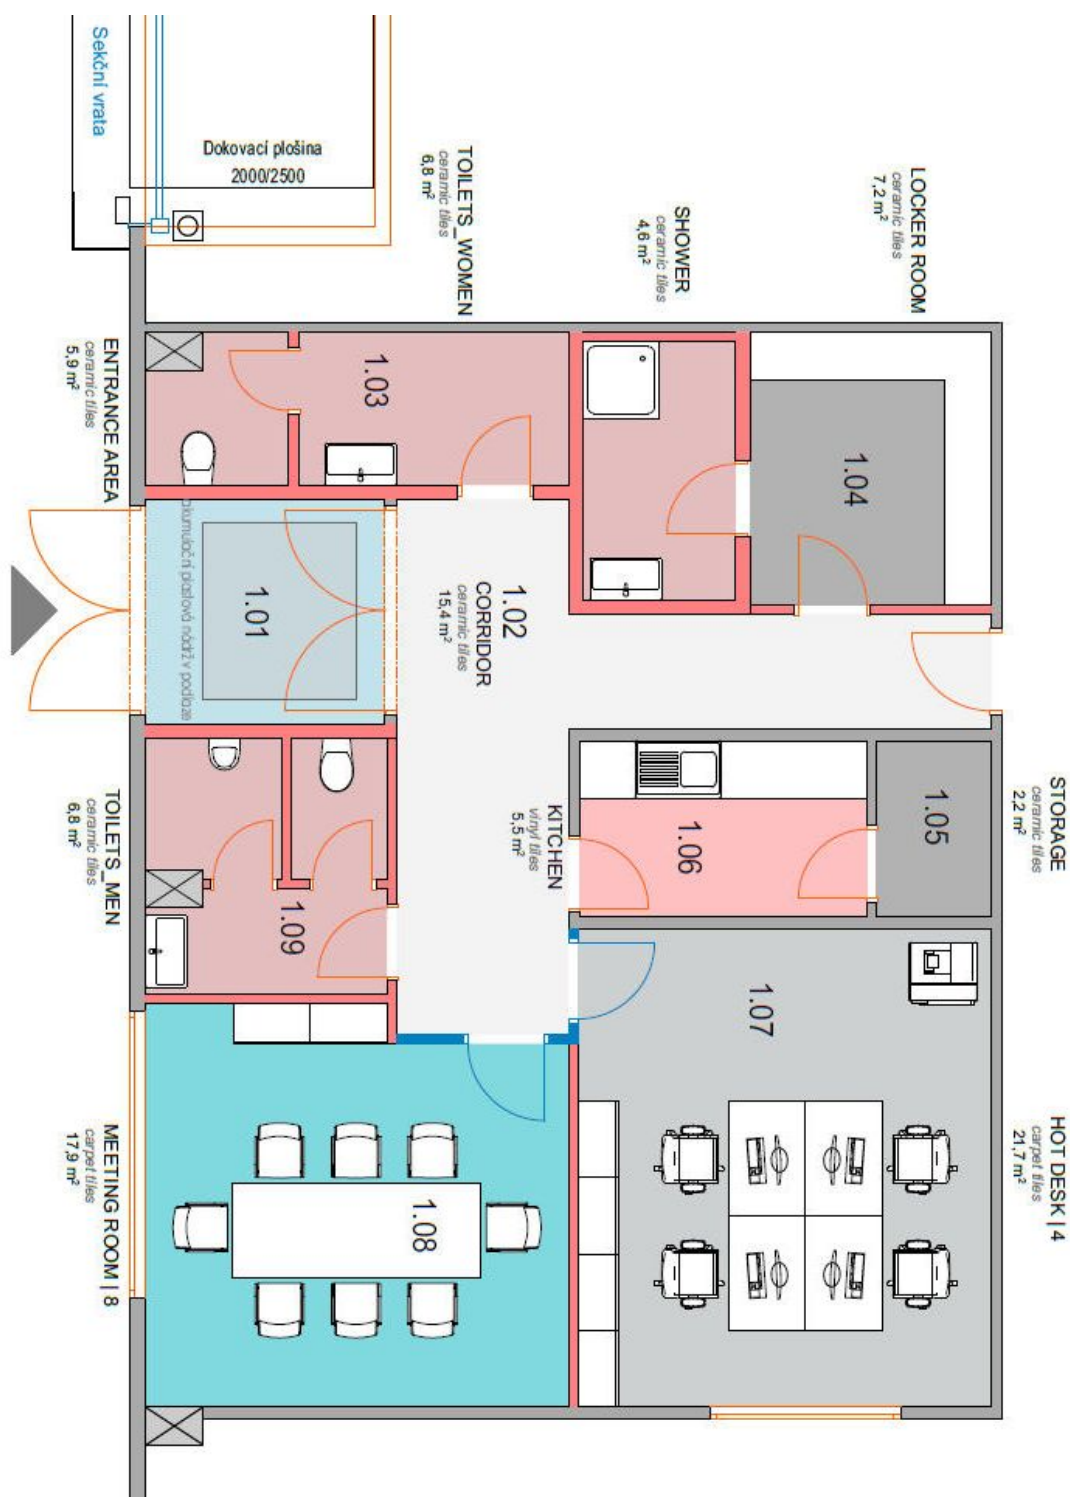 Sekční vrata
Dokovací plošina
2000/2500
TOILETS_WOMEN
ceramic tiles
6,8 m²
SHOWER
ceramic tiles
4,6 m²
LOCKER ROOM
ceramic tiles
7,2 m²
ENTRANCE AREA
ceramic tiles
5,9 m²
1.03
1.04
1.01
akumulační plastová nádrž v podlaze
1.02
CORRIDOR
ceramic tiles
15,4 m²
STORAGE
ceramic tiles
2,2 m²
1.05
1.06
KITCHEN
vinyl tiles
5,5 m²
TOILETS_MEN
ceramic tiles
6,8 m²
1.09
1.07
HOT DESK | 4
carpet tiles
21,7 m²
1.08
MEETING ROOM | 8
carpet tiles
17,9 m²